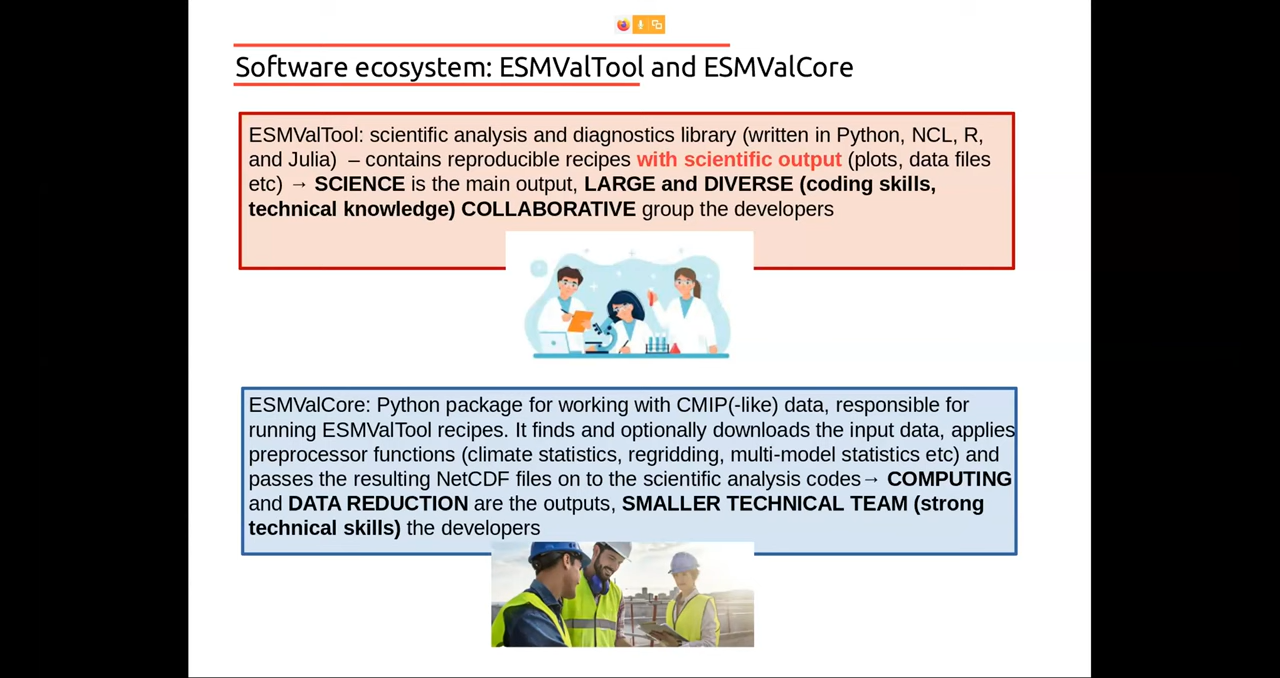 Software ecosystem: ESMValTool and ESMValCore
ESMValTool: scientific analysis and diagnostics library (written in Python, NCL, R,
and Julia)  – contains reproducible recipes with scientific output (plots, data files
etc) → SCIENCE is the main output, LARGE and DIVERSE (coding skills,
technical knowledge) COLLABORATIVE group the developers
ESMValCore: Python package for working with CMIP(-like) data, responsible for
running ESMValTool recipes. It finds and optionally downloads the input data, applies
preprocessor functions (climate statistics, regridding, multi-model statistics etc) and
passes the resulting NetCDF files on to the scientific analysis codes→ COMPUTING
and DATA REDUCTION are the outputs, SMALLER TECHNICAL TEAM (strong
technical skills) the developers